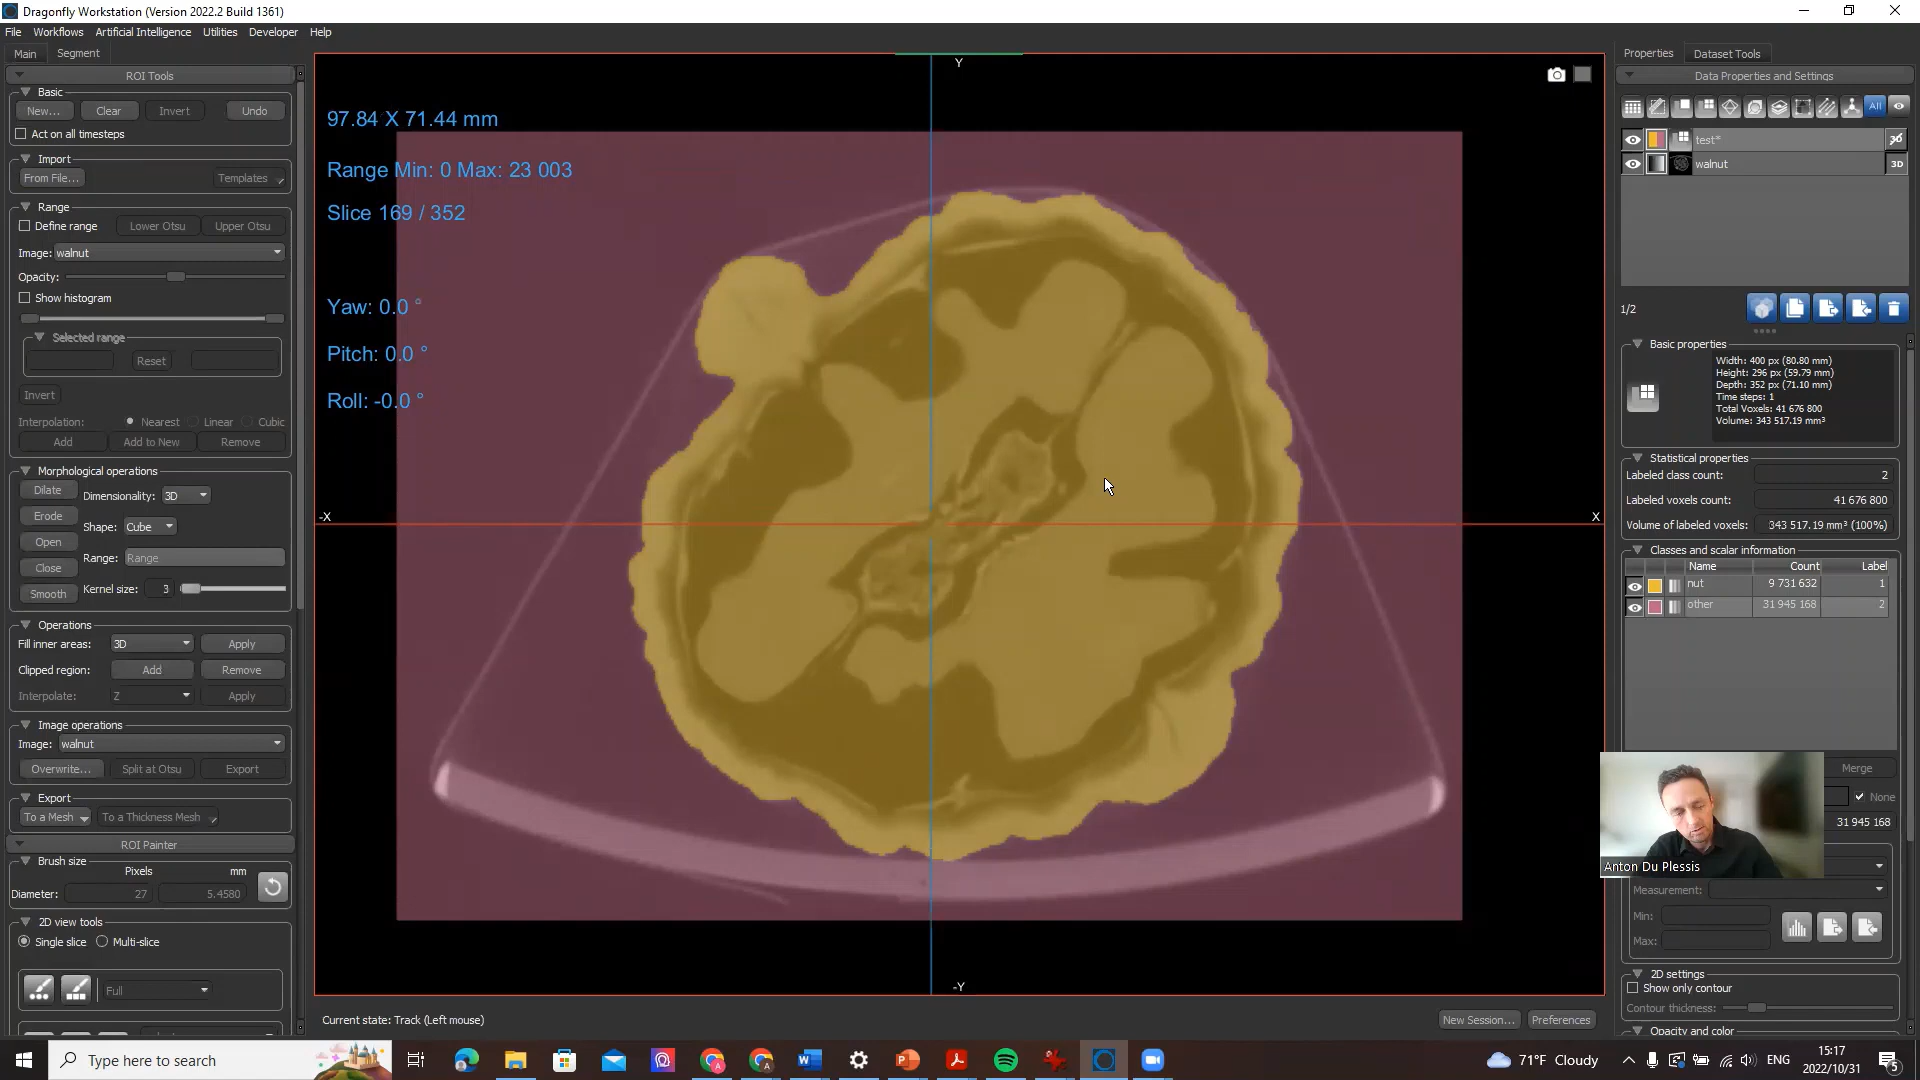 Dragonfly Workstation (Version 2022.2 Build 1361)
File Workflows Artificial Intelligence Utilities Developer Help
Main Segment
ROI Tools
Basic
New... Clear Invert Undo
Act on all timesteps
Import
From File... Templates
Range
Define range Lower Otsu Upper Otsu
Image: walnut
Opacity:
Show histogram
Selected range
Reset
Invert
Interpolation: Nearest Linear Cubic
Add Add to New Remove
Morphological operations
Dilate Dimensionality: 3D
Erode
Shape: Cube
Open
Range: Range
Close
Kernel size: 3
Smooth
Operations
Fill inner areas: 3D Apply
Clipped region: Add Remove
Interpolate: Z Apply
Image operations
Image: walnut
Overwrite... Split at Otsu Export
Export
To a Mesh To a Thickness Mesh
ROI Painter
Brush size
Pixels mm
Diameter: 27 5.4580
2D view tools
Single slice Multi-slice
Full
Y
97.84 X 71.44 mm
Range Min: 0 Max: 23 003
Slice 169 / 352
Yaw: 0.0 °
Pitch: 0.0 °
Roll: -0.0 °
-X
X
-Y
Current state: Track (Left mouse)
New Session... Preferences
Properties Dataset Tools
Data Properties and Settings
All
test*
walnut 3D
1/2
Basic properties
Width: 400 px (80.80 mm)
Height: 296 px (59.79 mm)
Depth: 352 px (71.10 mm)
Time steps: 1
Total Voxels: 41 676 800
Volume: 343 517.19 mm³
Statistical properties
Labeled class count: 2
Labeled voxels count: 41 676 800
Volume of labeled voxels: 343 517.19 mm³ (100%)
Classes and scalar information
Name Count Label
nut 9 731 632 1
other 31 945 168 2
Merge
None
31 945 168
Anton Du Plessis
Measurement:
Min:
Max:
2D settings
Show only contour
Contour thickness:
Opacity and color
Type here to search
71°F Cloudy
ENG
15:17
2022/10/31
5